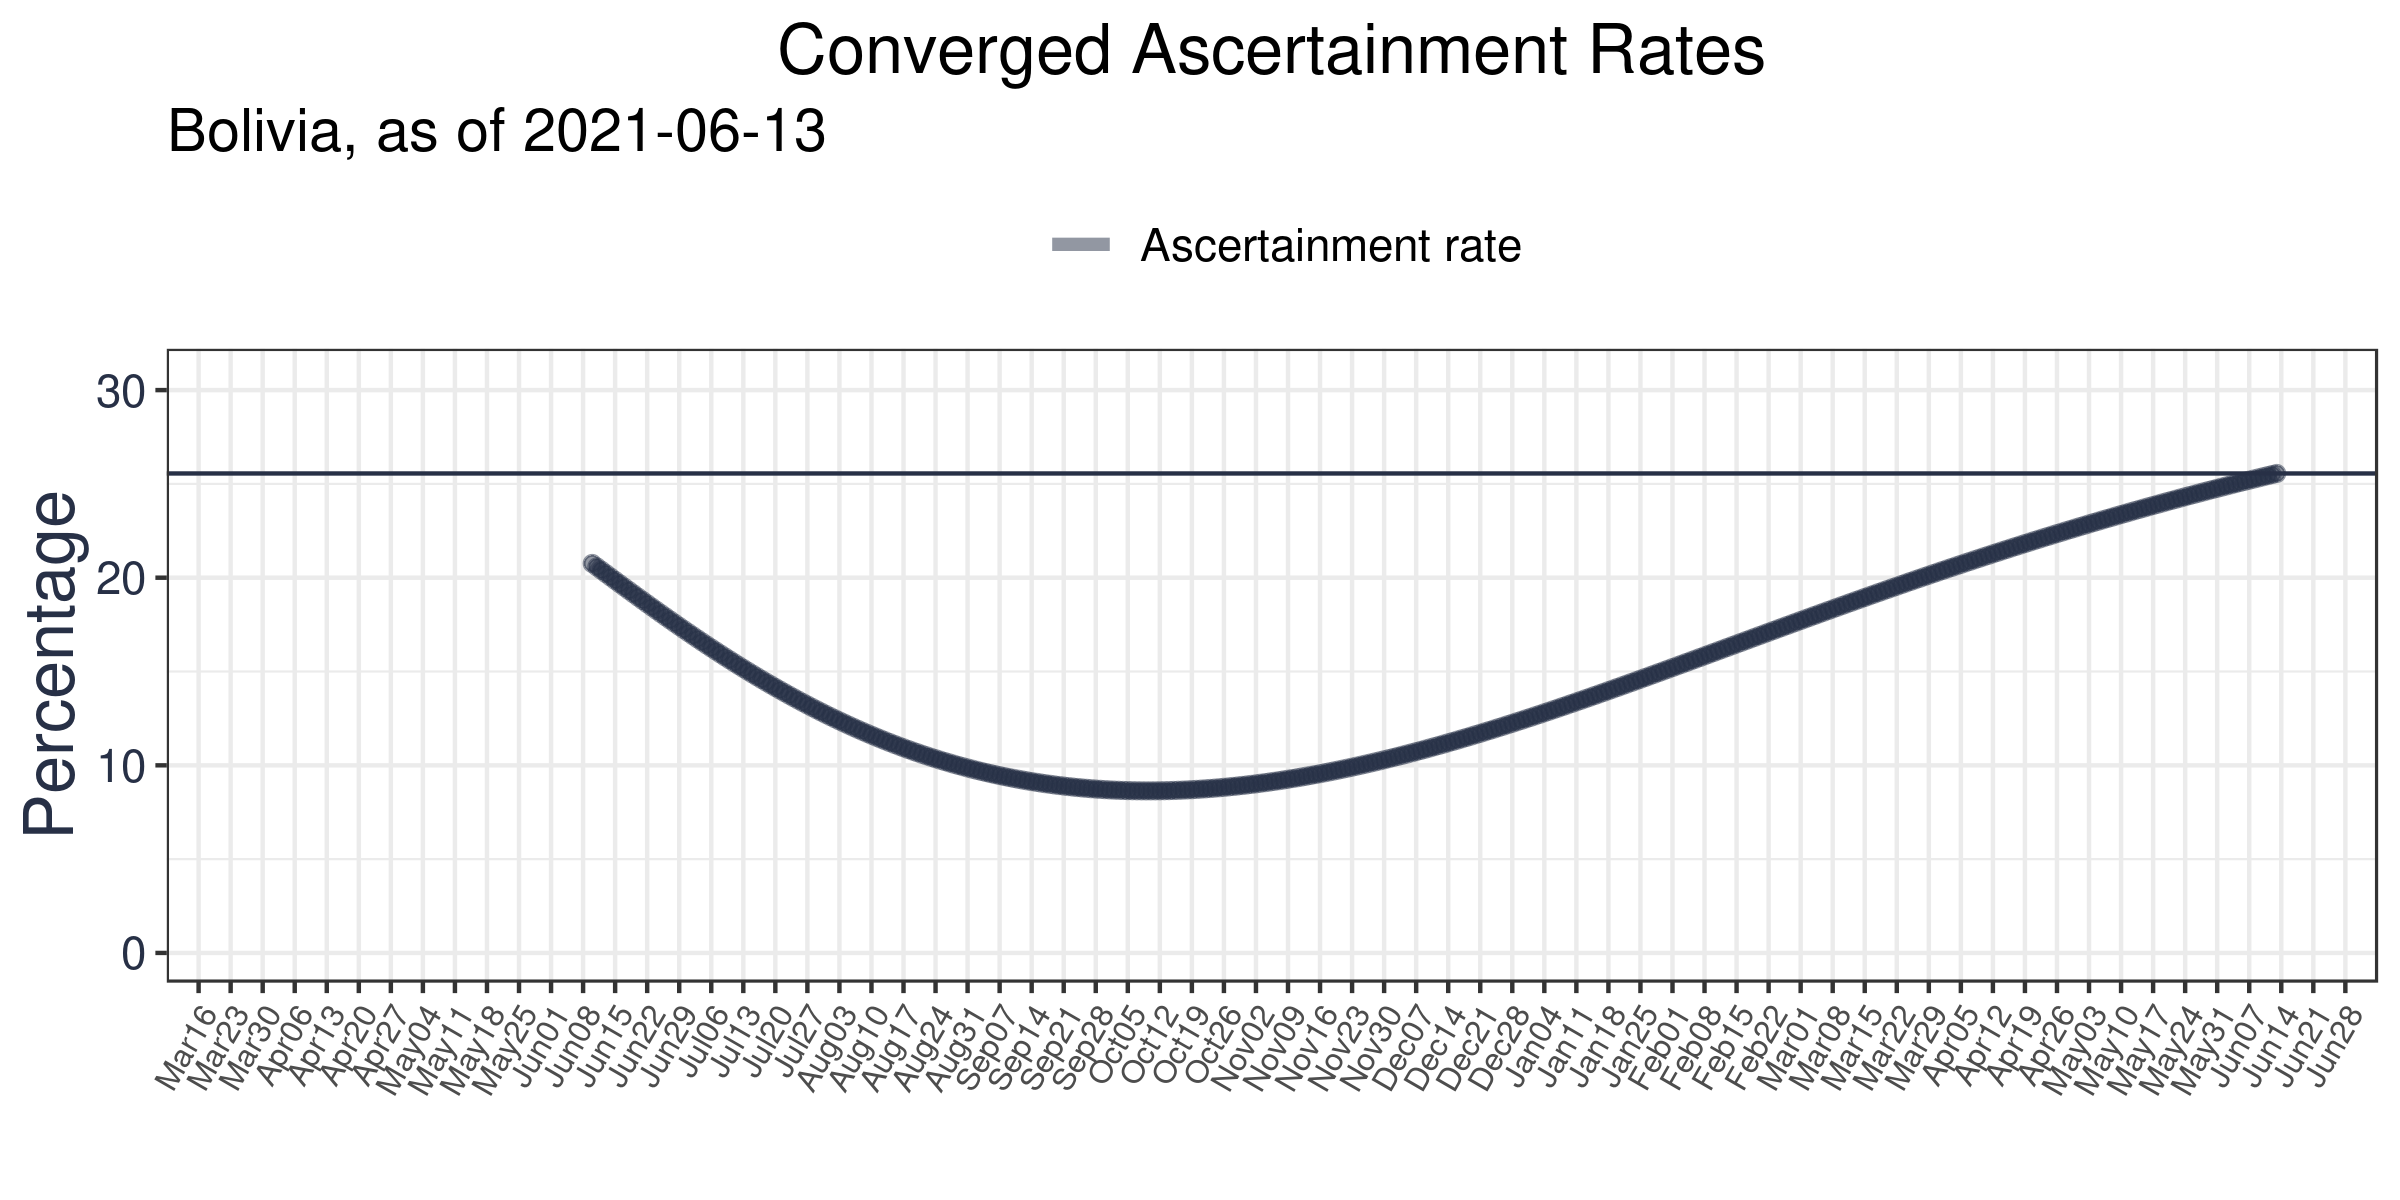 Converged Ascertainment Rates
Bolivia, as of 2021-06-13
Ascertainment rate
Percentage
30
20
10
0
Mar16
Mar23
Mar30
Apr06
Apr13
Apr20
Apr27
May04
May11
May18
May25
Jun01
Jun08
Jun15
Jun22
Jun29
Jul06
Jul13
Jul20
Jul27
Aug03
Aug10
Aug17
Aug24
Aug31
Sep07
Sep14
Sep21
Sep28
Oct05
Oct12
Oct19
Oct26
Nov02
Nov09
Nov16
Nov23
Nov30
Dec07
Dec14
Dec21
Dec28
Jan04
Jan11
Jan18
Jan25
Feb01
Feb08
Feb15
Feb22
Mar01
Mar08
Mar15
Mar22
Mar29
Apr05
Apr12
Apr19
Apr26
May03
May10
May17
May24
May31
Jun07
Jun14
Jun21
Jun28